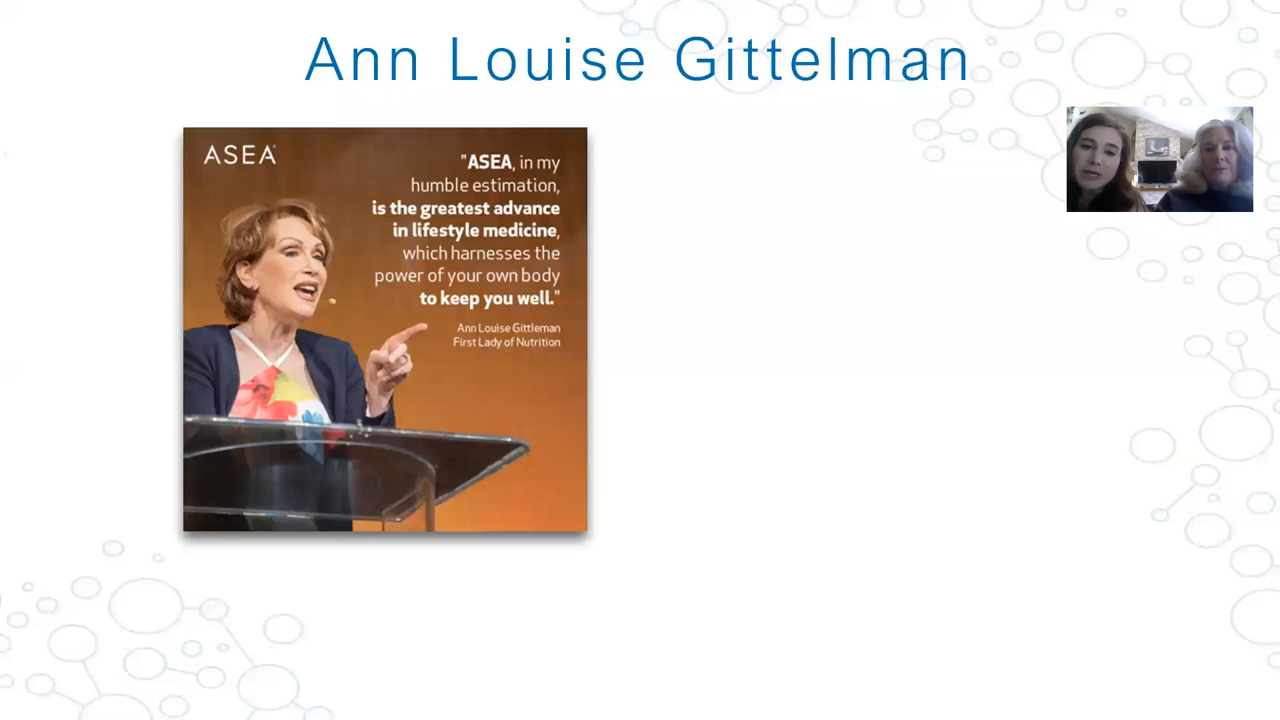 Ann Louise Gittelman
ASEA
"ASEA, in my
humble estimation,
is the greatest advance
in lifestyle medicine,
which harnesses the
power of your own body
to keep you well."
Ann Louise Gittleman
First Lady of Nutrition